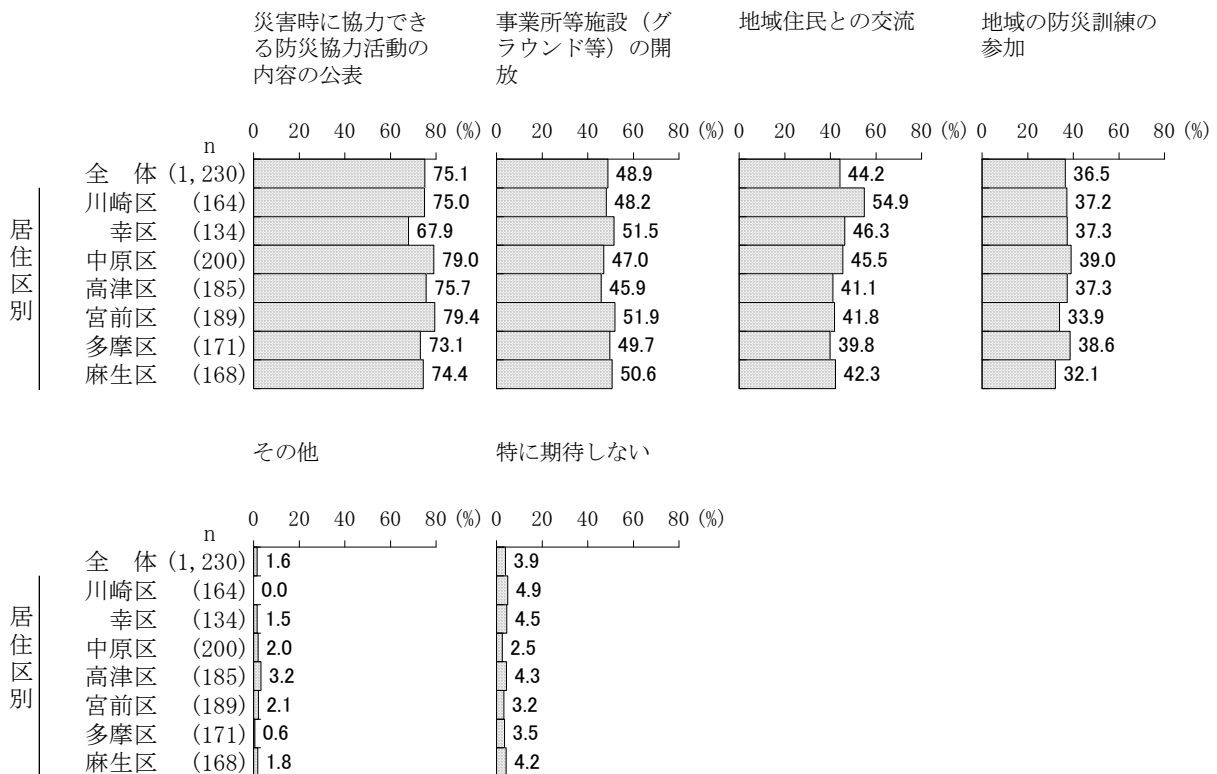 災害時に協力でき
る防災協力活動の
内容の公表
事業所等施設（グ
ラウンド等）の開
放
地域住民との交流
地域の防災訓練の
参加
n
0 20 40 60 80 (%) 0 20 40 60 80 (%) 0 20 40 60 80 (%) 0 20 40 60 80 (%)
居住区別
全　体 (1,230) 75.1 48.9 44.2 36.5
川崎区 (164) 75.0 48.2 54.9 37.2
幸区 (134) 67.9 51.5 46.3 37.3
中原区 (200) 79.0 47.0 45.5 39.0
高津区 (185) 75.7 45.9 41.1 37.3
宮前区 (189) 79.4 51.9 41.8 33.9
多摩区 (171) 73.1 49.7 39.8 38.6
麻生区 (168) 74.4 50.6 42.3 32.1
その他
特に期待しない
n
0 20 40 60 80 (%) 0 20 40 60 80 (%)
居住区別
全　体 (1,230) 1.6 3.9
川崎区 (164) 0.0 4.9
幸区 (134) 1.5 4.5
中原区 (200) 2.0 2.5
高津区 (185) 3.2 4.3
宮前区 (189) 2.1 3.2
多摩区 (171) 0.6 3.5
麻生区 (168) 1.8 4.2